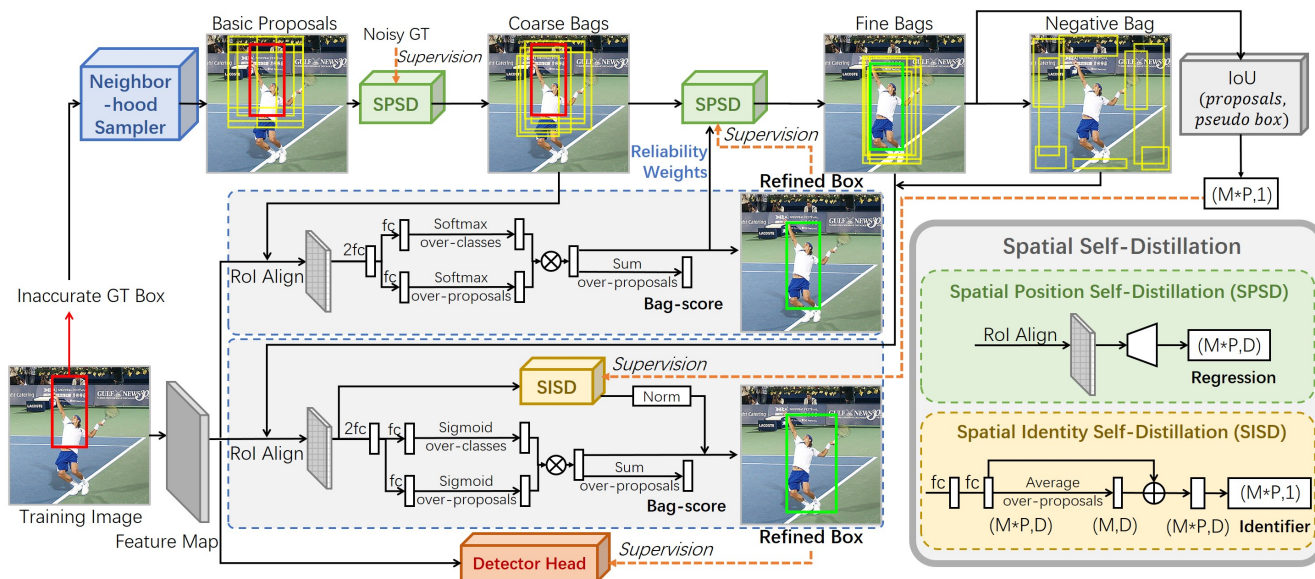 Basic Proposals
Noisy GT
Supervision
Coarse Bags
Fine Bags
Negative Bag
Neighbor
-hood
Sampler
SPSD
SPSD
IoU
(proposals,
pseudo box)
Supervision
Reliability
Weights
Refined Box
(M*P,1)
RoI Align
2fc
fc
Softmax
over-classes
fc
Softmax
over-proposals
Sum
over-proposals
Bag-score
Inaccurate GT Box
Training Image
Feature Map
Supervision
SISD
Norm
RoI Align
2fc
fc
Sigmoid
over-classes
fc
Sigmoid
over-proposals
Sum
over-proposals
Bag-score
Refined Box
Supervision
Detector Head
Spatial Self-Distillation
Spatial Position Self-Distillation (SPSD)
RoI Align
(M*P,D)
Regression
Spatial Identity Self-Distillation (SISD)
fc
fc
Average
over-proposals
(M*P,D)
(M,D)
(M*P,D)
(M*P,1)
Identifier